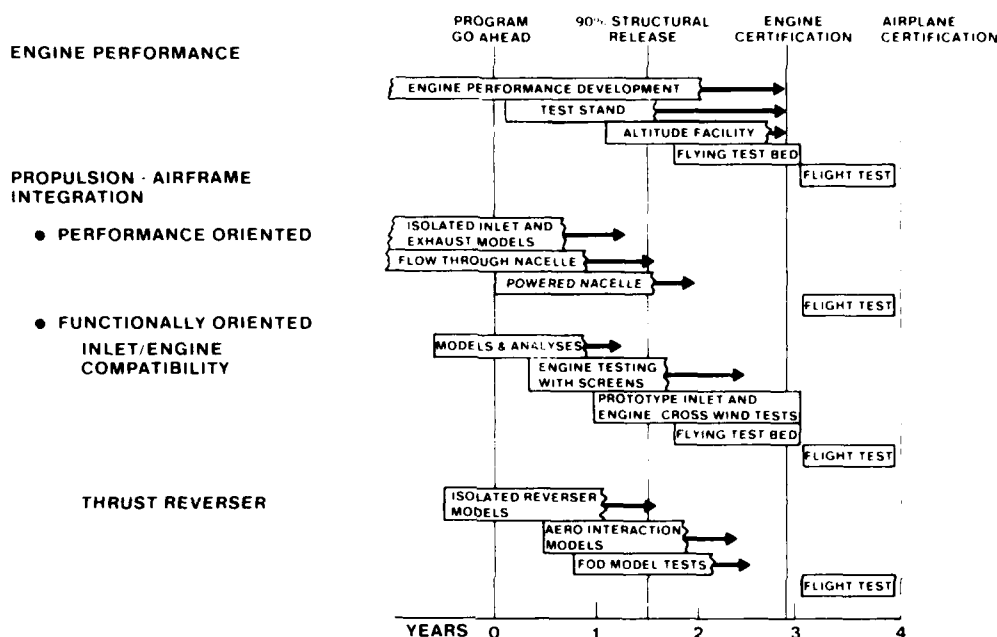 PROGRAM GO AHEAD
90% STRUCTURAL RELEASE
ENGINE CERTIFICATION
AIRPLANE CERTIFICATION
ENGINE PERFORMANCE
ENGINE PERFORMANCE DEVELOPMENT
TEST STAND
ALTITUDE FACILITY
FLYING TEST BED
FLIGHT TEST
PROPULSION - AIRFRAME
INTEGRATION
● PERFORMANCE ORIENTED
ISOLATED INLET AND
EXHAUST MODELS
FLOW THROUGH NACELLE
POWERED NACELLE
FLIGHT TEST
● FUNCTIONALLY ORIENTED
INLET/ENGINE
COMPATIBILITY
MODELS & ANALYSES
ENGINE TESTING
WITH SCREENS
PROTOTYPE INLET AND
ENGINE CROSS WIND TESTS
FLYING TEST BED
FLIGHT TEST
THRUST REVERSER
ISOLATED REVERSER
MODELS
AERO INTERACTION
MODELS
FOD MODEL TESTS
FLIGHT TEST
YEARS 0 1 2 3 4